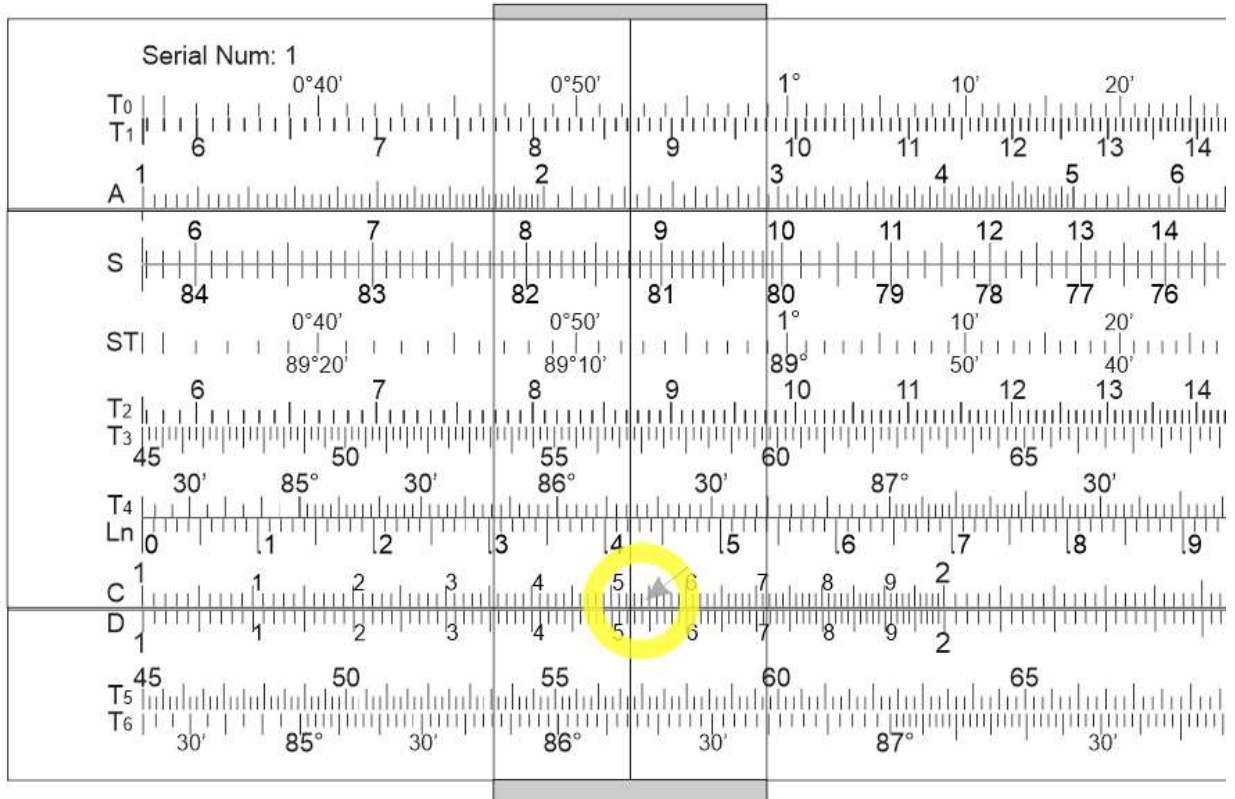 Serial Num: 1
0°40' 0°50' 1° 10' 20'
T0
T1
6 7 8 9 10 11 12 13 14
1 2 3 4 5 6
A
6 7 8 9 10 11 12 13 14
S
84 83 82 81 80 79 78 77 76
0°40' 0°50' 1° 10' 20'
ST
89°20' 89°10' 89° 50' 40'
6 7 8 9 10 11 12 13 14
T2
T3
45 50 55 60 65
30' 85° 30' 86° 30' 87° 30'
T4
Ln
0 .1 .2 .3 .4 .5 .6 .7 .8 .9
1 1 2 3 4 5 6 7 8 9 2
C
D
1 1 2 3 4 5 6 7 8 9 2
45 50 55 60 65
T5
T6
30' 85° 30' 86° 30' 87° 30'